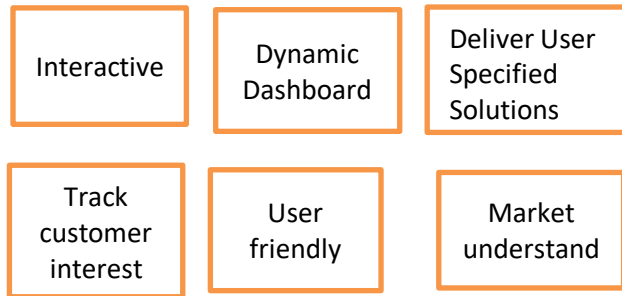 Interactive
Dynamic
Dashboard
Deliver User
Specified
Solutions
Track
customer
interest
User
friendly
Market
understand